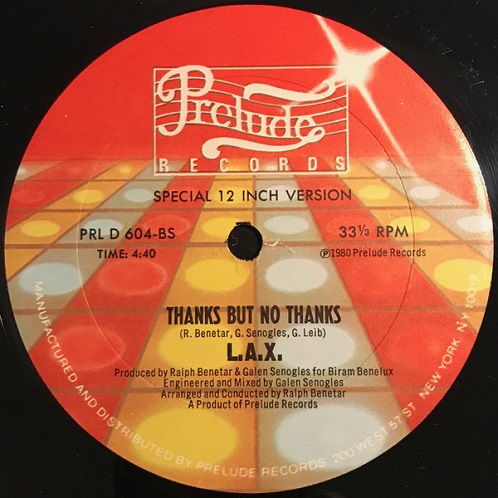 Prelude
RECORDS
SPECIAL 12 INCH VERSION
PRL D 604-BS
TIME: 4:40
33⅓ RPM
℗1980 Prelude Records
THANKS BUT NO THANKS
(R. Benetar, G. Senogles, G. Leib)
L.A.X.
Produced by Ralph Benetar & Galen Senogles for Biram Benelux
Engineered and Mixed by Galen Senogles
Arranged and Conducted by Ralph Benetar
A Product of Prelude Records
MANUFACTURED AND DISTRIBUTED BY PRELUDE RECORDS, 200 WEST 57 ST., NEW YORK, NY 10019